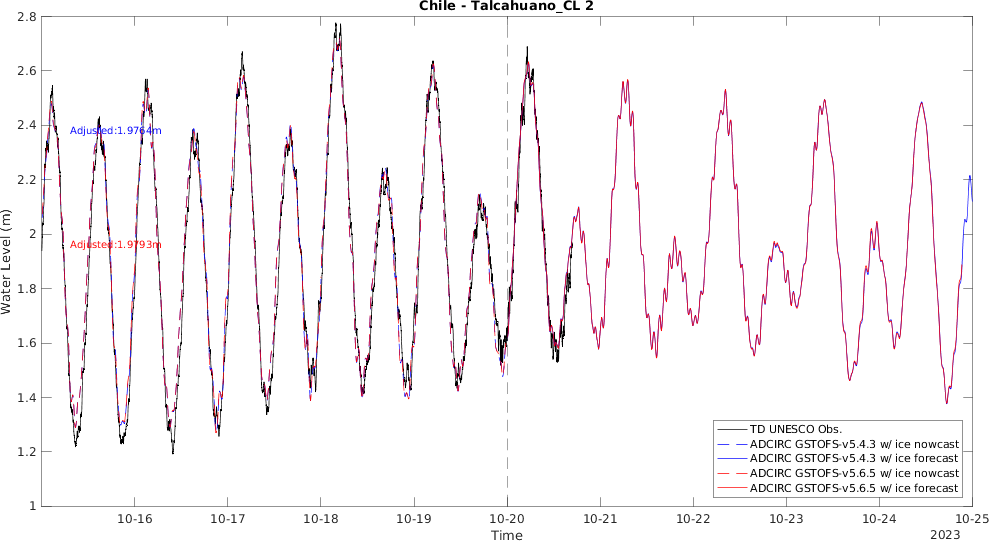 Chile - Talcahuano_CL 2
Water Level (m)
2.8
2.6
2.4
2.2
2
1.8
1.6
1.4
1.2
1
Adjusted:1.9764m
Adjusted:1.9793m
TD UNESCO Obs.
ADCIRC GSTOFS-v5.4.3 w/ ice nowcast
ADCIRC GSTOFS-v5.4.3 w/ ice forecast
ADCIRC GSTOFS-v5.6.5 w/ ice nowcast
ADCIRC GSTOFS-v5.6.5 w/ ice forecast
10-16 10-17 10-18 10-19 10-20 10-21 10-22 10-23 10-24 10-25
Time
2023